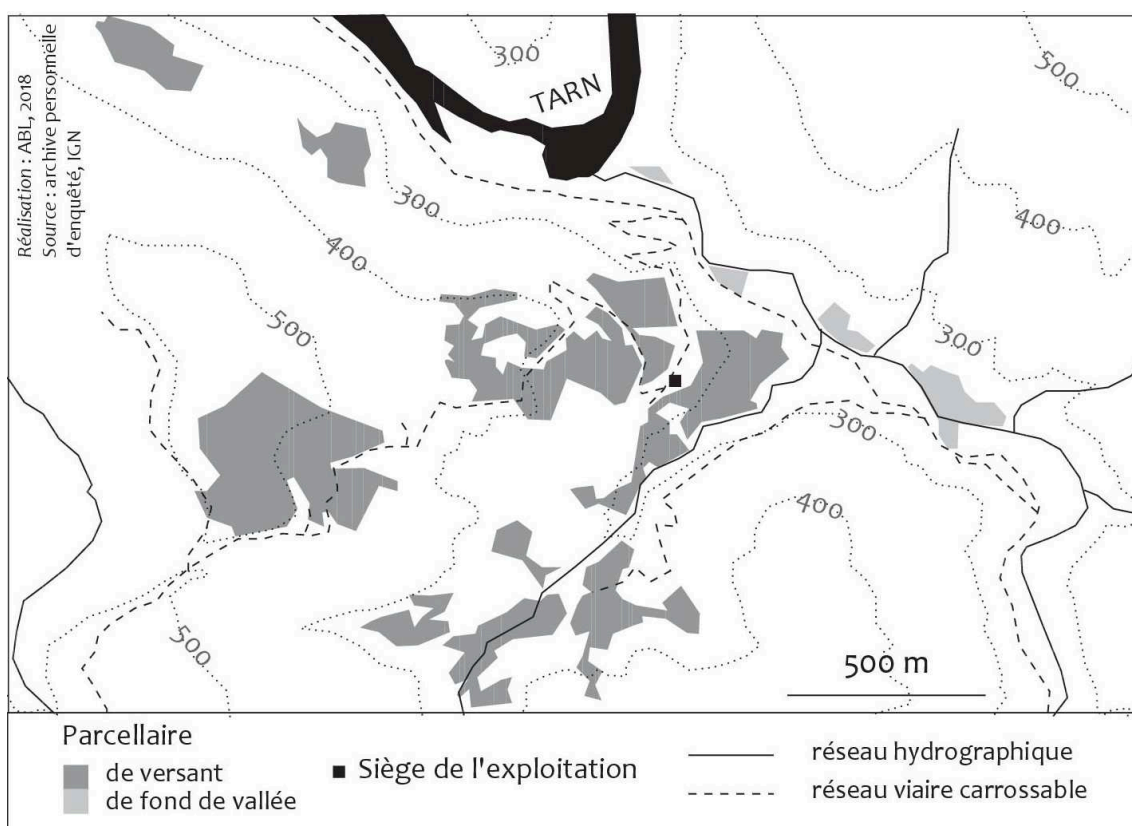 Réalisation : ABL, 2018
Source : archive personnelle
d'enquêté, IGN
300
TARN
500
300
400
400
500
300
300
400
500
500 m
Parcellaire
de versant
de fond de vallée
Siège de l'exploitation
réseau hydrographique
réseau viaire carrossable